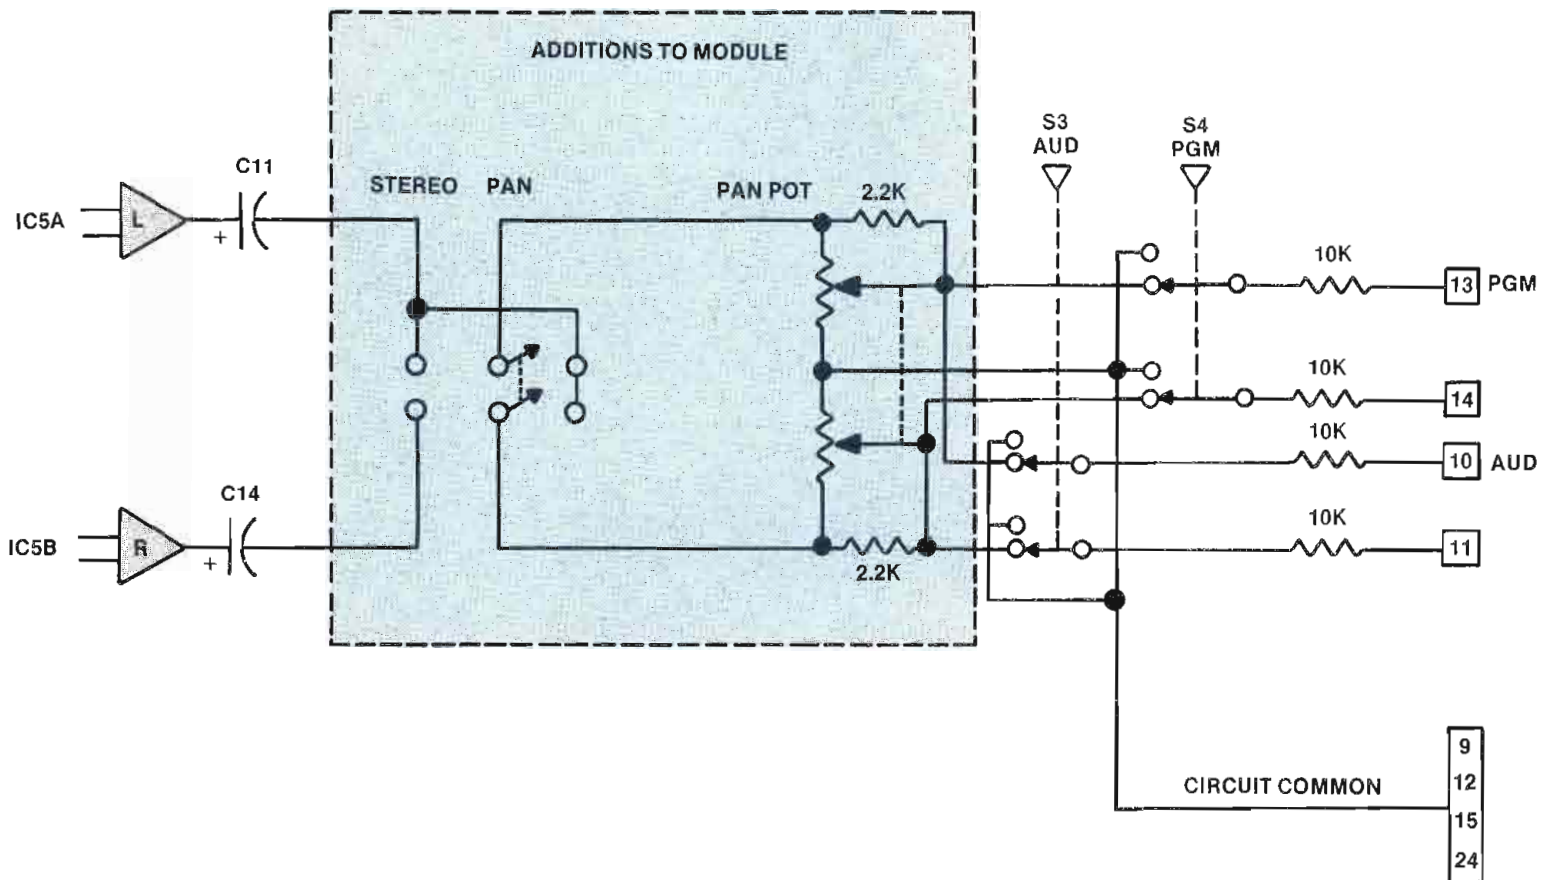 ADDITIONS TO MODULE
S3
AUD
S4
PGM
C11
STEREO
PAN
PAN POT
2.2K
IC5A
L
+
10K
13
PGM
10K
14
10K
10
AUD
C14
10K
IC5B
R
+
11
2.2K
9
CIRCUIT COMMON
12
15
24